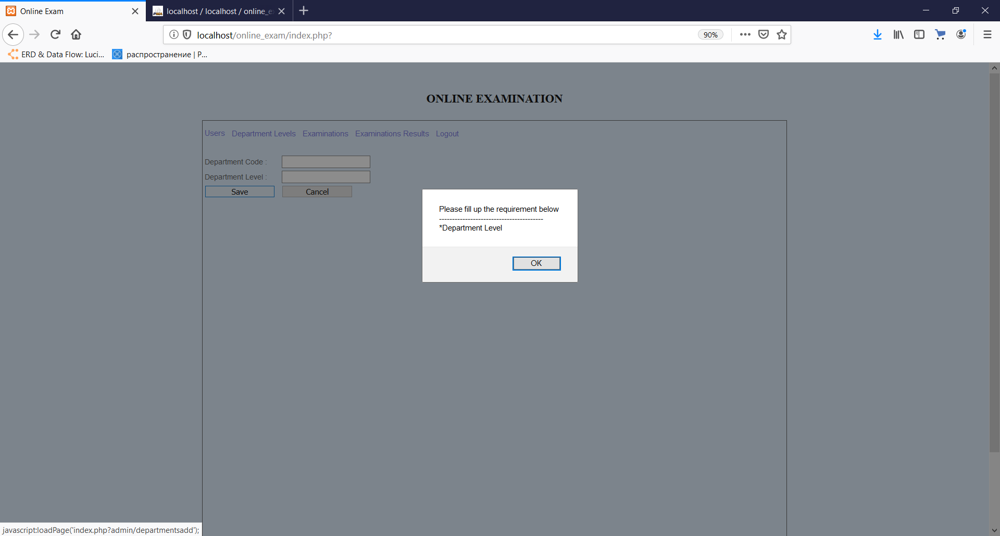 Online Exam
localhost / localhost / online_e
localhost/online_exam/index.php?
90%
ERD & Data Flow: Luci...
распространение | P...
ONLINE EXAMINATION
Users Department Levels Examinations Examinations Results Logout
Department Code :
Department Level :
Save Cancel
Please fill up the requirement below
----------------------------------------
*Department Level
OK
javascript:loadPage('index.php?admin/departmentsadd');